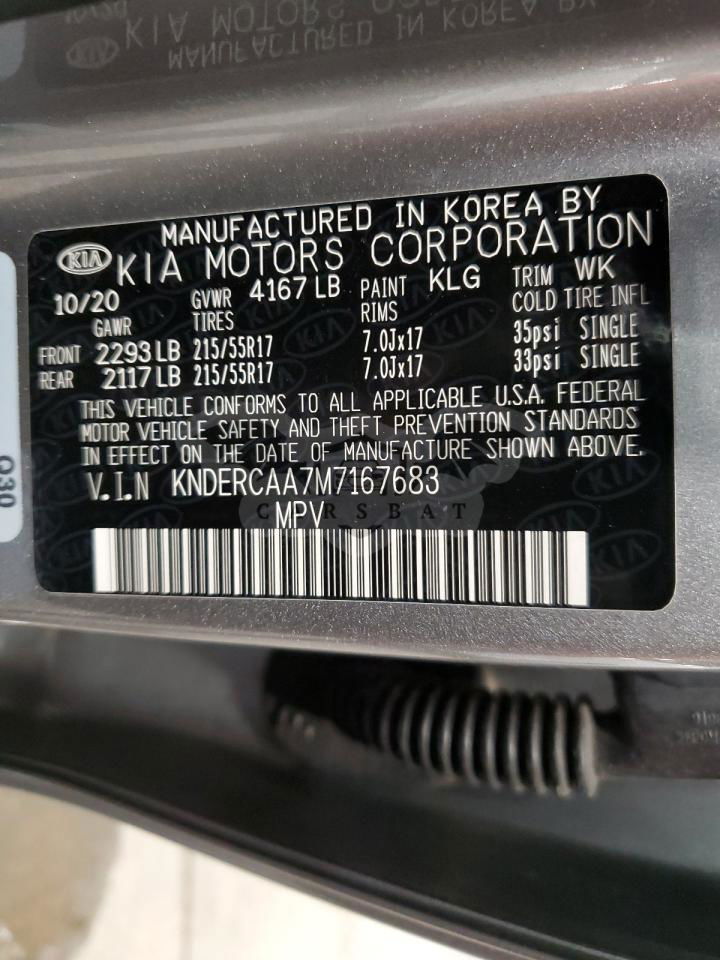 MANUFACTURED IN KOREA BY
KIA KIA MOTORS CORPORATION
10/20 GVWR 4167 LB PAINT KLG TRIM WK
GAWR TIRES RIMS COLD TIRE INFL
FRONT 2293 LB 215/55R17 7.0Jx17 35psi SINGLE
REAR 2117 LB 215/55R17 7.0Jx17 33psi SINGLE
THIS VEHICLE CONFORMS TO ALL APPLICABLE U.S.A. FEDERAL
MOTOR VEHICLE SAFETY AND THEFT PREVENTION STANDARDS
IN EFFECT ON THE DATE OF MANUFACTURE SHOWN ABOVE.
V.I.N KNDERCAA7M7167683
MPV
CARSBAT
Q30